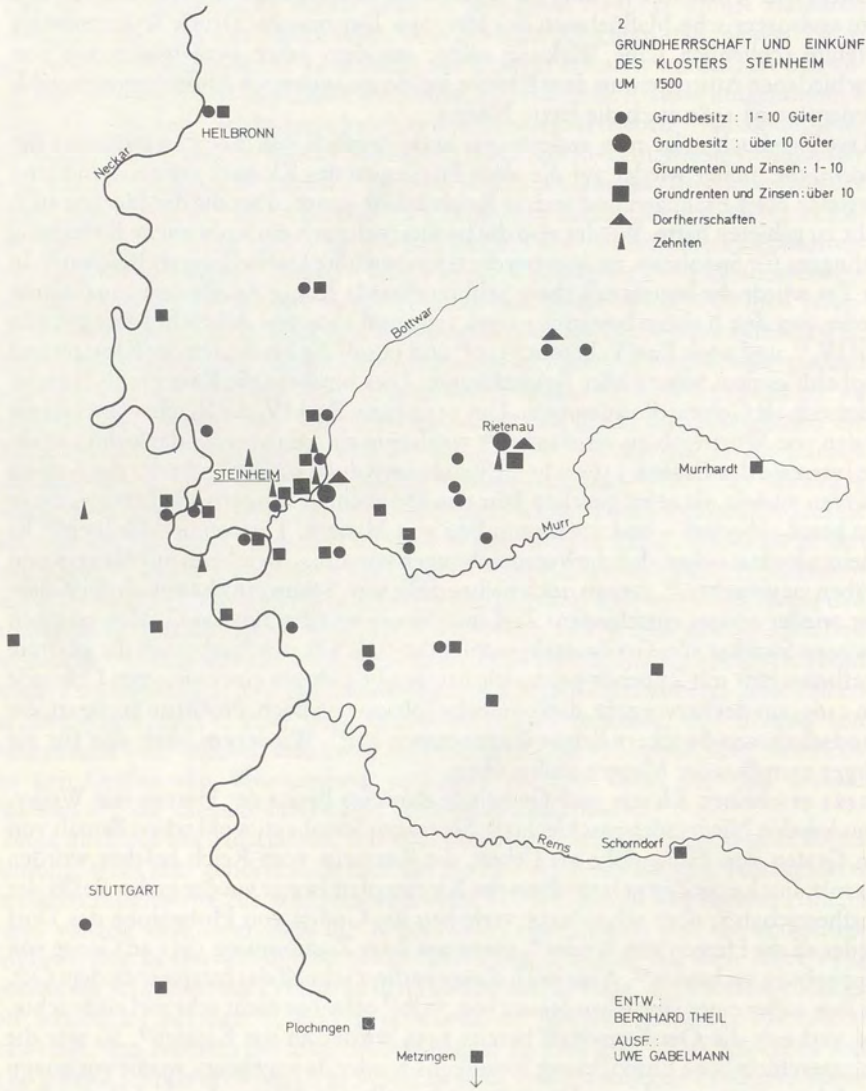 2
GRUNDHERRSCHAFT UND EINKÜNF
DES KLOSTERS STEINHEIM
UM 1500
Grundbesitz : 1-10 Güter
Grundbesitz : über 10 Güter
Grundrenten und Zinsen : 1-10
Grundrenten und Zinsen : über 10
Dorfherrschaften
Zehnten
HEILBRONN
Neckar
Bottwar
Rietenau
STEINHEIM
Murrhardt
Murr
Rems
Schorndorf
STUTTGART
Plochingen
Metzingen
ENTW :
BERNHARD THEIL
AUSF. :
UWE GABELMANN